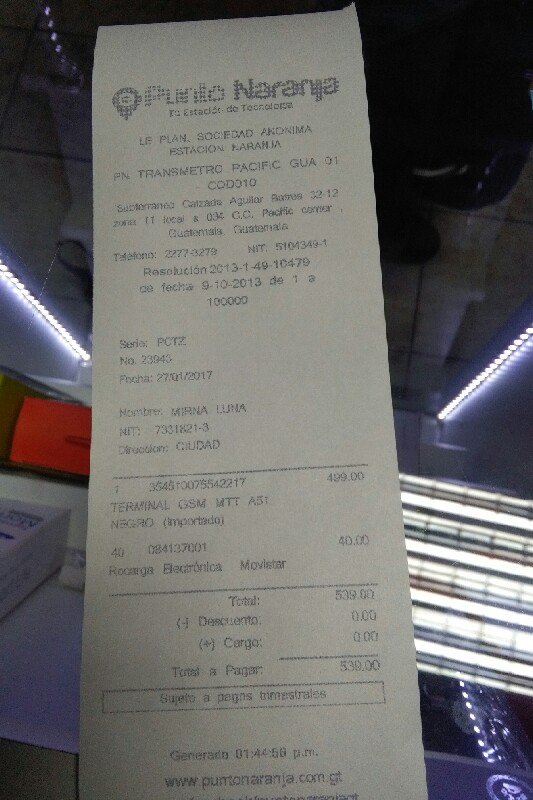 Punto Naranja
Tu Estación de Tecnología
LE PLAN, SOCIEDAD ANONIMA
ESTACIÓN NARANJA
PN TRANSMETRO PACIFIC GUA 01
- COD010
Subterraneo Calzada Aguilar Batres 32-12
zona 11 local s 034 C.C. Pacific center ,
Guatemala, Guatemala
Teléfono: 2277-3279 NIT: 5104349-1
Resolución 2013-1-49-10479
de fecha 9-10-2013 de 1 a
100000
Serie: PCTZ
No. 23943
Fecha: 27/01/2017
Nombre: MIRNA LUNA
NIT: 7331821-3
Direccion: CIUDAD
1 354510075542217 499.00
TERMINAL GSM MTT A51
NEGRO (Importado)
40 084137001 40.00
Recarga Electrónica Movistar
Total: 539.00
(-) Descuento: 0.00
(+) Cargo: 0.00
Total a Pagar: 539.00
Sujeto a pagos trimestrales
Generado 01:44:56 p.m.
www.puntonaranja.com.gt